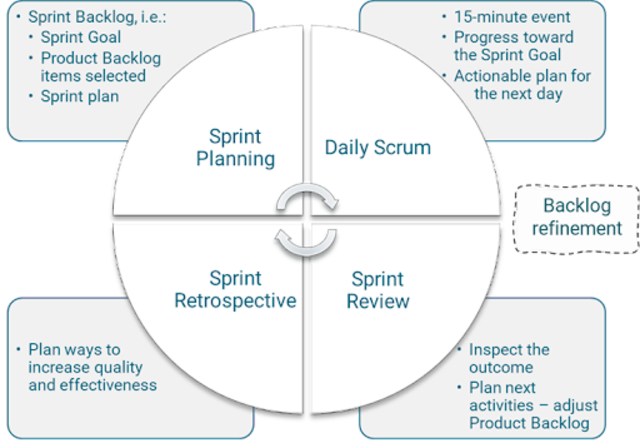 • Sprint Backlog, i.e.:
• Sprint Goal
• Product Backlog
items selected
• Sprint plan
• 15-minute event
• Progress toward
the Sprint Goal
• Actionable plan for
the next day
Sprint
Planning
Daily Scrum
Backlog
refinement
Sprint
Retrospective
Sprint
Review
• Plan ways to
increase quality
and effectiveness
• Inspect the
outcome
• Plan next
activities – adjust
Product Backlog